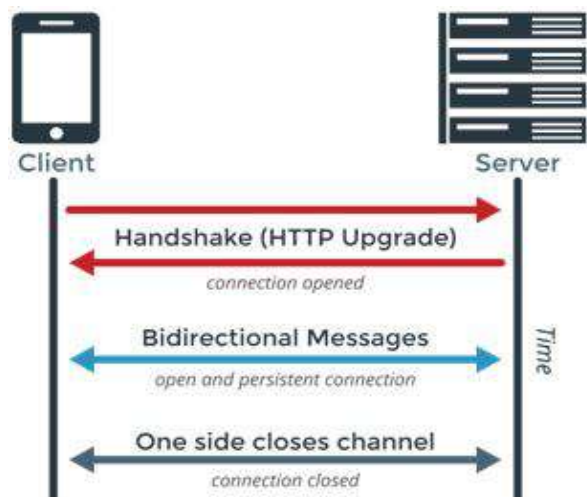 Client
Server
Handshake (HTTP Upgrade)
connection opened
Bidirectional Messages
open and persistent connection
Time
One side closes channel
connection closed